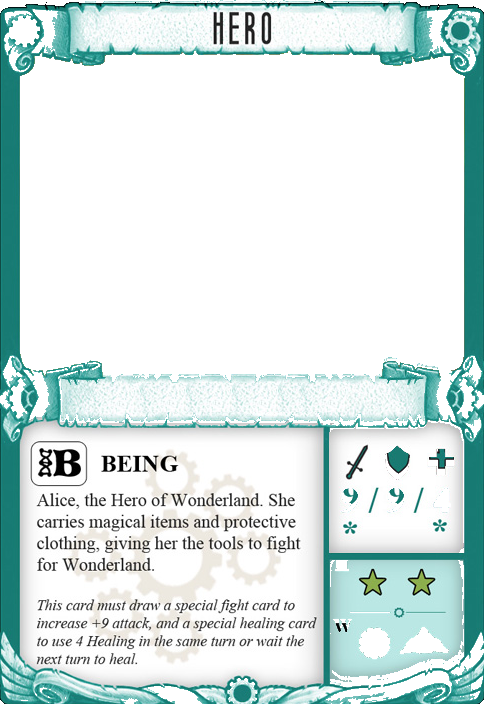 HERO
B BEING
Alice, the Hero of Wonderland. She
carries magical items and protective
clothing, giving her the tools to fight
for Wonderland.
This card must draw a special fight card to
increase +9 attack, and a special healing card
to use 4 Healing in the same turn or wait the
next turn to heal.
9 / 9 /
* *
W